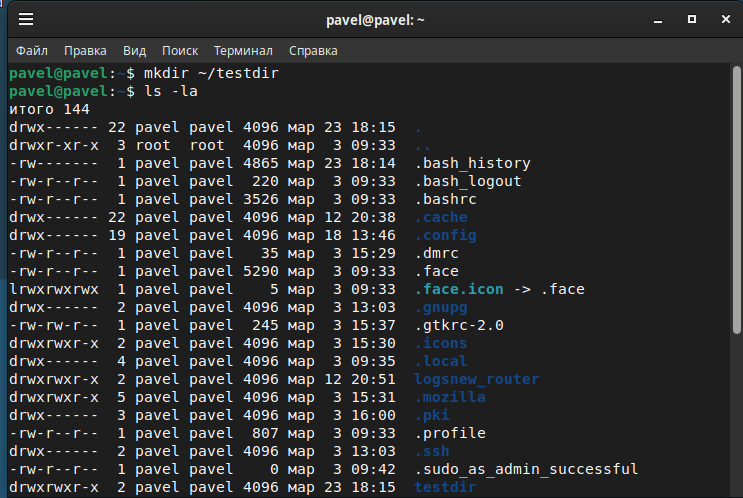 pavel@pavel: ~
Файл Правка Вид Поиск Терминал Справка
pavel@pavel:~$ mkdir ~/testdir
pavel@pavel:~$ ls -la
итого 144
drwx------ 22 pavel pavel 4096 мар 23 18:15 .
drwxr-xr-x  3 root  root  4096 мар  3 09:33 ..
-rw-------  1 pavel pavel 4865 мар 23 18:14 .bash_history
-rw-r--r--  1 pavel pavel  220 мар  3 09:33 .bash_logout
-rw-r--r--  1 pavel pavel 3526 мар  3 09:33 .bashrc
drwx------ 22 pavel pavel 4096 мар 12 20:38 .cache
drwx------ 19 pavel pavel 4096 мар 18 13:46 .config
-rw-r--r--  1 pavel pavel   35 мар  3 15:29 .dmrc
-rw-r--r--  1 pavel pavel 5290 мар  3 09:33 .face
lrwxrwxrwx  1 pavel pavel    5 мар  3 09:33 .face.icon -> .face
drwx------  2 pavel pavel 4096 мар  3 13:03 .gnupg
-rw-rw-r--  1 pavel pavel  245 мар  3 15:37 .gtkrc-2.0
drwxrwxr-x  2 pavel pavel 4096 мар  3 15:30 .icons
drwx------  4 pavel pavel 4096 мар  3 09:35 .local
drwxrwxr-x  2 pavel pavel 4096 мар 12 20:51 logsnew_router
drwxrwxr-x  5 pavel pavel 4096 мар  3 15:31 .mozilla
drwx------  3 pavel pavel 4096 мар  3 16:00 .pki
-rw-r--r--  1 pavel pavel  807 мар  3 09:33 .profile
drwx------  2 pavel pavel 4096 мар  3 13:03 .ssh
-rw-r--r--  1 pavel pavel    0 мар  3 09:42 .sudo_as_admin_successful
drwxrwxr-x  2 pavel pavel 4096 мар 23 18:15 testdir